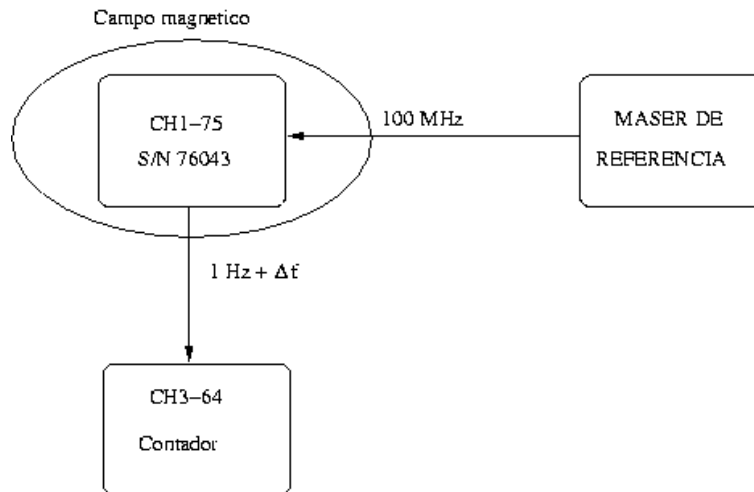 Campo magnetico
CH1-75
S/N 76043
100 MHz
MASER DE
REFERENCIA
1 Hz + Δf
CH3-64
Contador